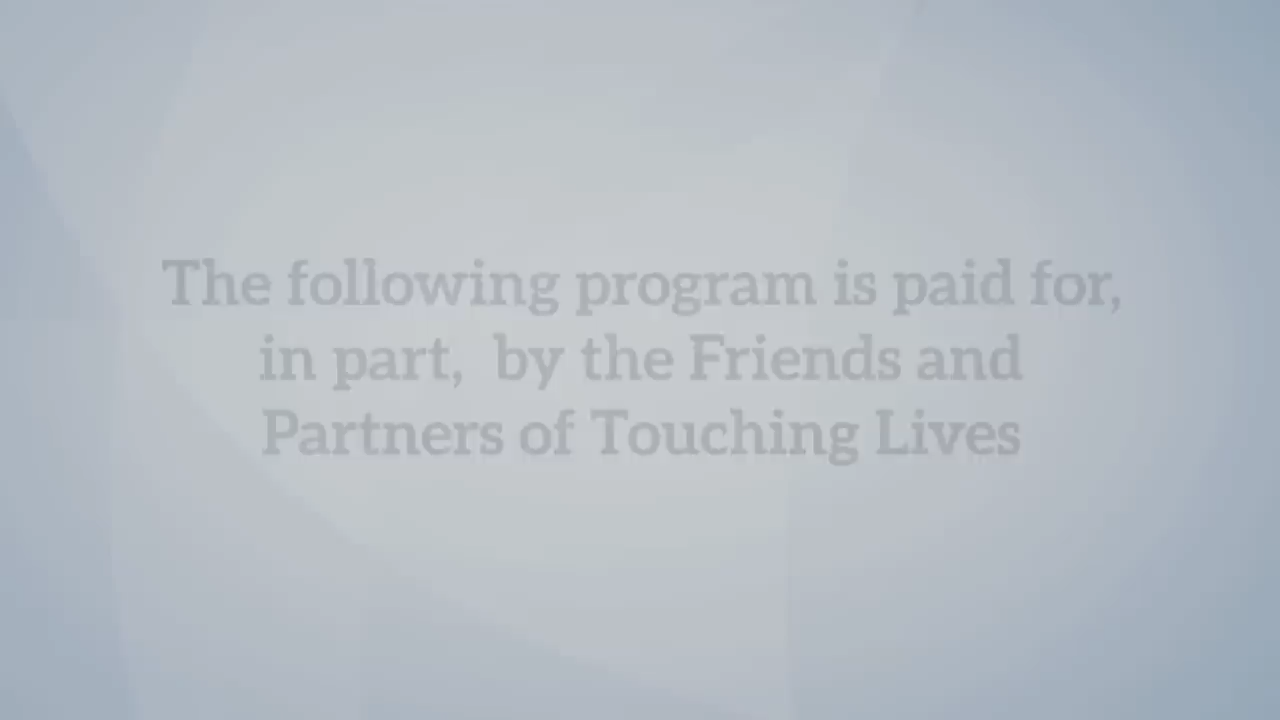 The following program is paid for,
in part, by the Friends and
Partners of Touching Lives